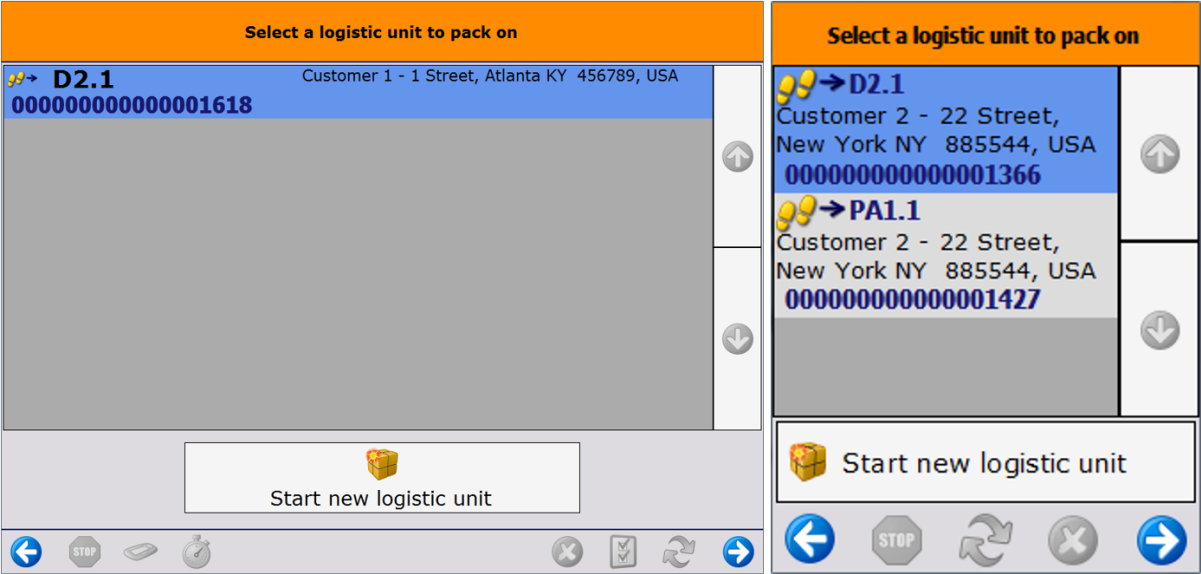 Select a logistic unit to pack on
D2.1 Customer 1 - 1 Street, Atlanta KY 456789, USA
000000000000001618
Start new logistic unit
STOP
Select a logistic unit to pack on
D2.1
Customer 2 - 22 Street,
New York NY 885544, USA
000000000000001366
PA1.1
Customer 2 - 22 Street,
New York NY 885544, USA
000000000000001427
Start new logistic unit
STOP